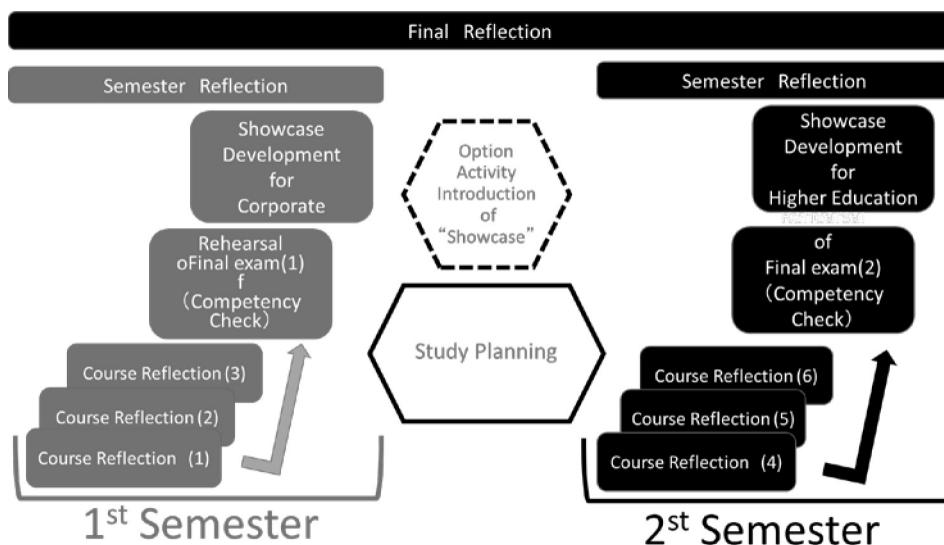 Final Reflection
Semester Reflection
Showcase
Development
for
Corporate
Rehearsal
oFinal exam(1)
f
（Competency
Check）
Course Reflection (3)
Course Reflection (2)
Course Reflection (1)
1st Semester
Option
Activity
Introduction
of
“Showcase”
Study Planning
Semester Reflection
Showcase
Development
for
Higher Education
of
Final exam(2)
（Competency
Check）
Course Reflection (6)
Course Reflection (5)
Course Reflection (4)
2st Semester